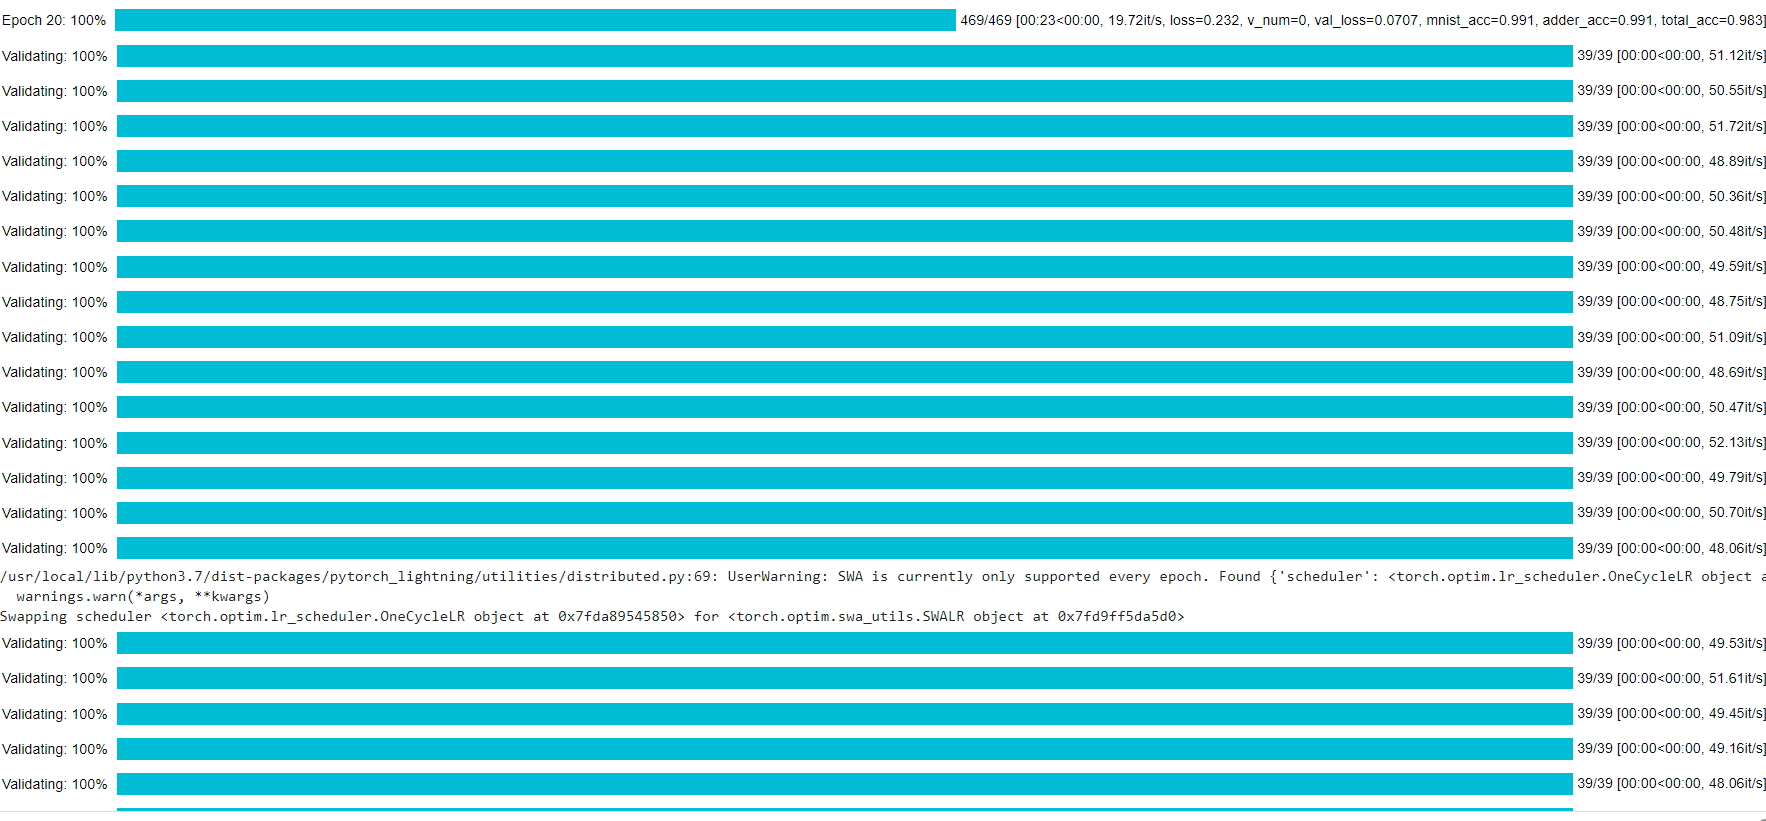 Epoch 20: 100% 469/469 [00:23<00:00, 19.72it/s, loss=0.232, v_num=0, val_loss=0.0707, mnist_acc=0.991, adder_acc=0.991, total_acc=0.983]
Validating: 100% 39/39 [00:00<00:00, 51.12it/s]
Validating: 100% 39/39 [00:00<00:00, 50.55it/s]
Validating: 100% 39/39 [00:00<00:00, 51.72it/s]
Validating: 100% 39/39 [00:00<00:00, 48.89it/s]
Validating: 100% 39/39 [00:00<00:00, 50.36it/s]
Validating: 100% 39/39 [00:00<00:00, 50.48it/s]
Validating: 100% 39/39 [00:00<00:00, 49.59it/s]
Validating: 100% 39/39 [00:00<00:00, 48.75it/s]
Validating: 100% 39/39 [00:00<00:00, 51.09it/s]
Validating: 100% 39/39 [00:00<00:00, 48.69it/s]
Validating: 100% 39/39 [00:00<00:00, 50.47it/s]
Validating: 100% 39/39 [00:00<00:00, 52.13it/s]
Validating: 100% 39/39 [00:00<00:00, 49.79it/s]
Validating: 100% 39/39 [00:00<00:00, 50.70it/s]
Validating: 100% 39/39 [00:00<00:00, 48.06it/s]
/usr/local/lib/python3.7/dist-packages/pytorch_lightning/utilities/distributed.py:69: UserWarning: SWA is currently only supported every epoch. Found {'scheduler': <torch.optim.lr_scheduler.OneCycleLR object a
warnings.warn(*args, **kwargs)
Swapping scheduler <torch.optim.lr_scheduler.OneCycleLR object at 0x7fda89545850> for <torch.optim.swa_utils.SWALR object at 0x7fd9ff5da5d0>
Validating: 100% 39/39 [00:00<00:00, 49.53it/s]
Validating: 100% 39/39 [00:00<00:00, 51.61it/s]
Validating: 100% 39/39 [00:00<00:00, 49.45it/s]
Validating: 100% 39/39 [00:00<00:00, 49.16it/s]
Validating: 100% 39/39 [00:00<00:00, 48.06it/s]